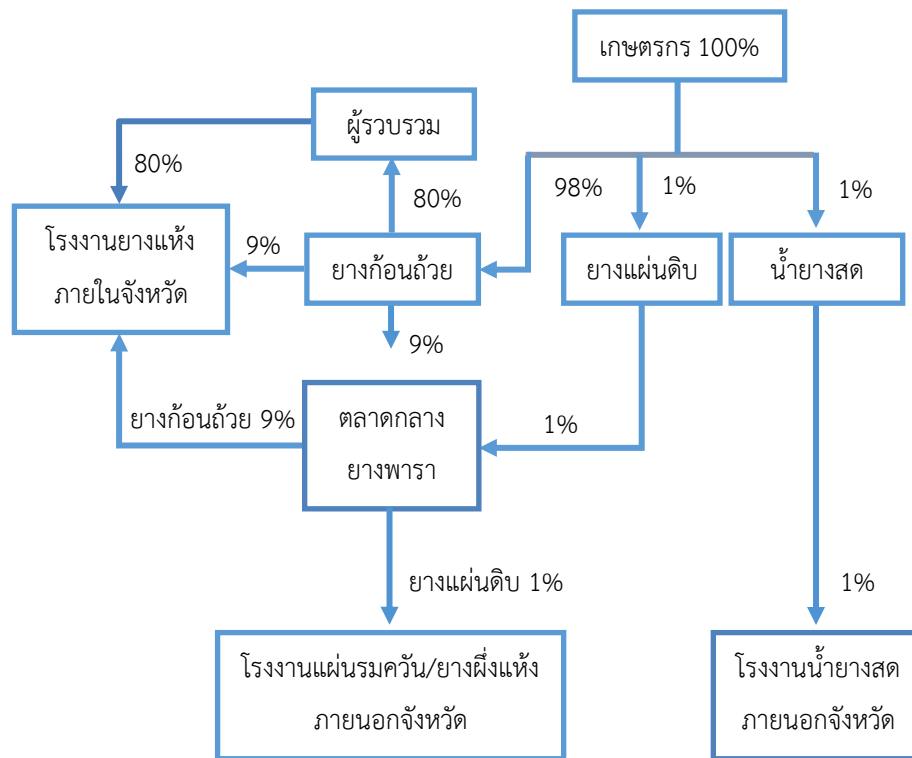 เกษตรกร 100%
ผู้รวบรวม
80%
80%
98%
1%
1%
โรงงานยางแห้ง
ภายในจังหวัด
9%
ยางก้อนถ้วย
ยางแผ่นดิบ
น้ำยางสด
9%
ยางก้อนถ้วย 9%
ตลาดกลาง
ยางพารา
1%
ยางแผ่นดิบ 1%
1%
โรงงานแผ่นรมควัน/ยางผึ่งแห้ง
ภายนอกจังหวัด
โรงงานน้ำยางสด
ภายนอกจังหวัด